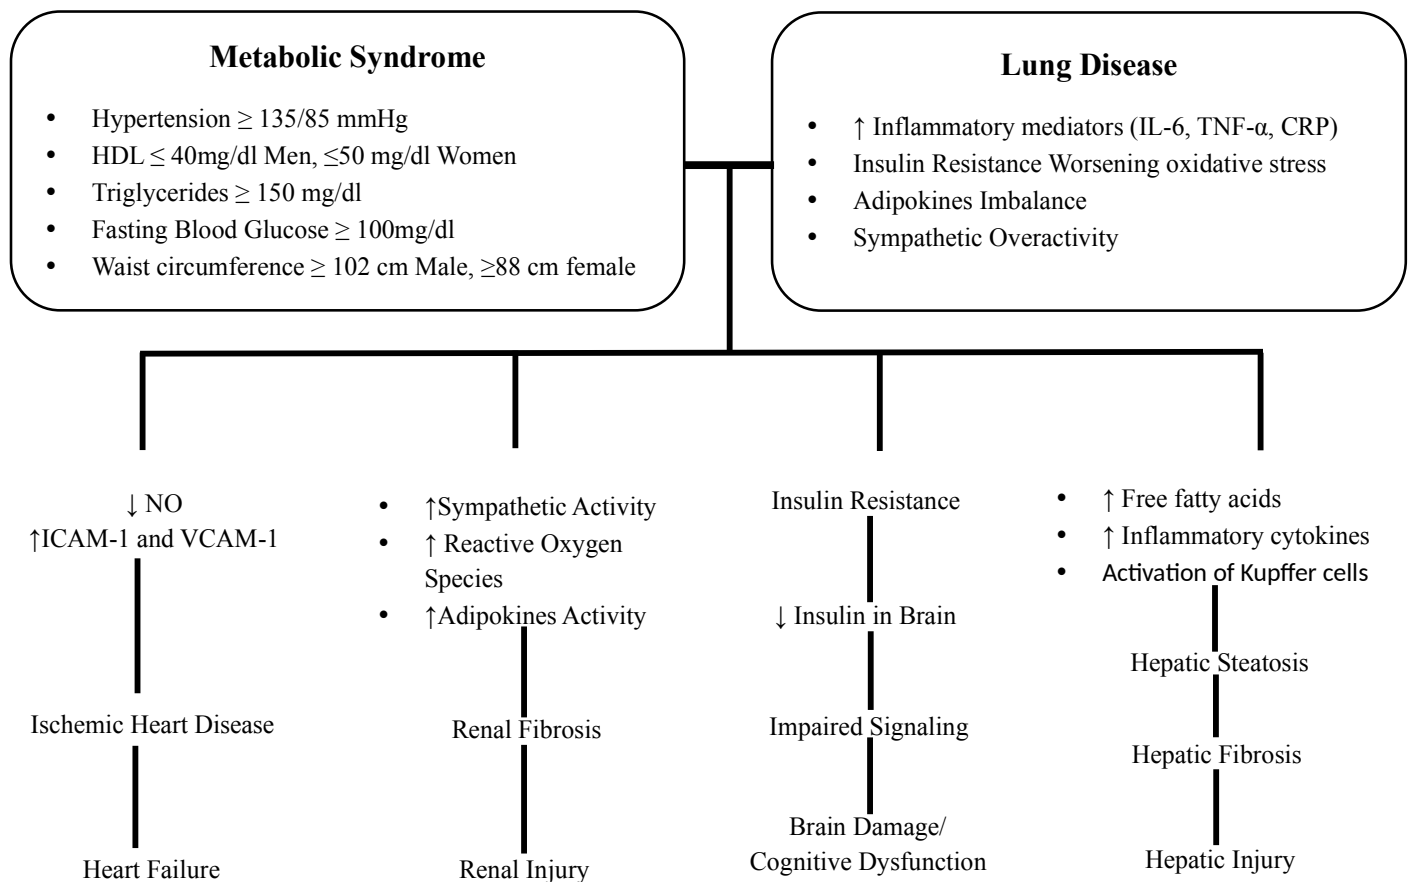 Metabolic Syndrome
• Hypertension ≥ 135/85 mmHg
• HDL ≤ 40mg/dl Men, ≤50 mg/dl Women
• Triglycerides ≥ 150 mg/dl
• Fasting Blood Glucose ≥ 100mg/dl
• Waist circumference ≥ 102 cm Male, ≥88 cm female
Lung Disease
• ↑ Inflammatory mediators (IL-6, TNF-α, CRP)
• Insulin Resistance Worsening oxidative stress
• Adipokines Imbalance
• Sympathetic Overactivity
↓ NO
↑ICAM-1 and VCAM-1
Ischemic Heart Disease
Heart Failure
• ↑Sympathetic Activity
• ↑ Reactive Oxygen
Species
• ↑Adipokines Activity
Renal Fibrosis
Renal Injury
Insulin Resistance
↓ Insulin in Brain
Impaired Signaling
Brain Damage/
Cognitive Dysfunction
• ↑ Free fatty acids
• ↑ Inflammatory cytokines
• Activation of Kupffer cells
Hepatic Steatosis
Hepatic Fibrosis
Hepatic Injury